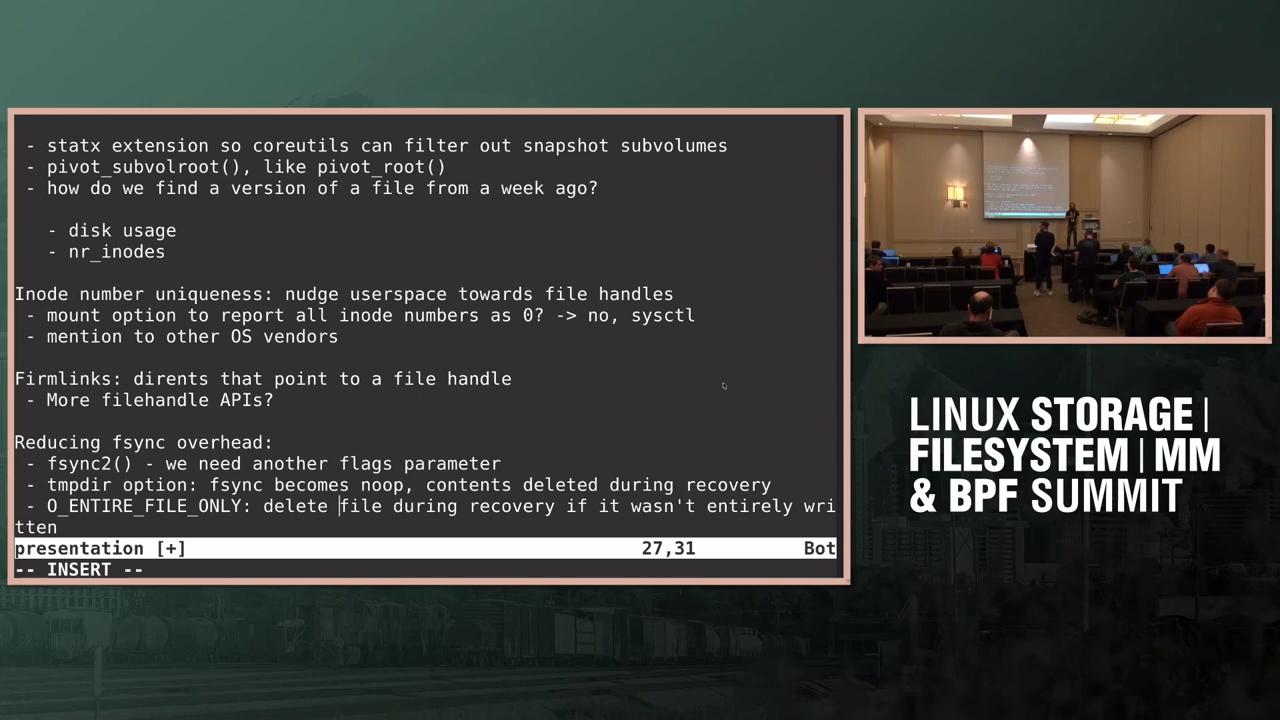 - statx extension so coreutils can filter out snapshot subvolumes
- pivot_subvolroot(), like pivot_root()
- how do we find a version of a file from a week ago?
- disk usage
- nr_inodes
Inode number uniqueness: nudge userspace towards file handles
- mount option to report all inode numbers as 0? -> no, sysctl
- mention to other OS vendors
Firmlinks: dirents that point to a file handle
- More filehandle APIs?
Reducing fsync overhead:
- fsync2() - we need another flags parameter
- tmpdir option: fsync becomes noop, contents deleted during recovery
- O_ENTIRE_FILE_ONLY: delete file during recovery if it wasn't entirely wri
tten
presentation [+] 27,31 Bot
-- INSERT --
LINUX STORAGE |
FILESYSTEM | MM
& BPF SUMMIT